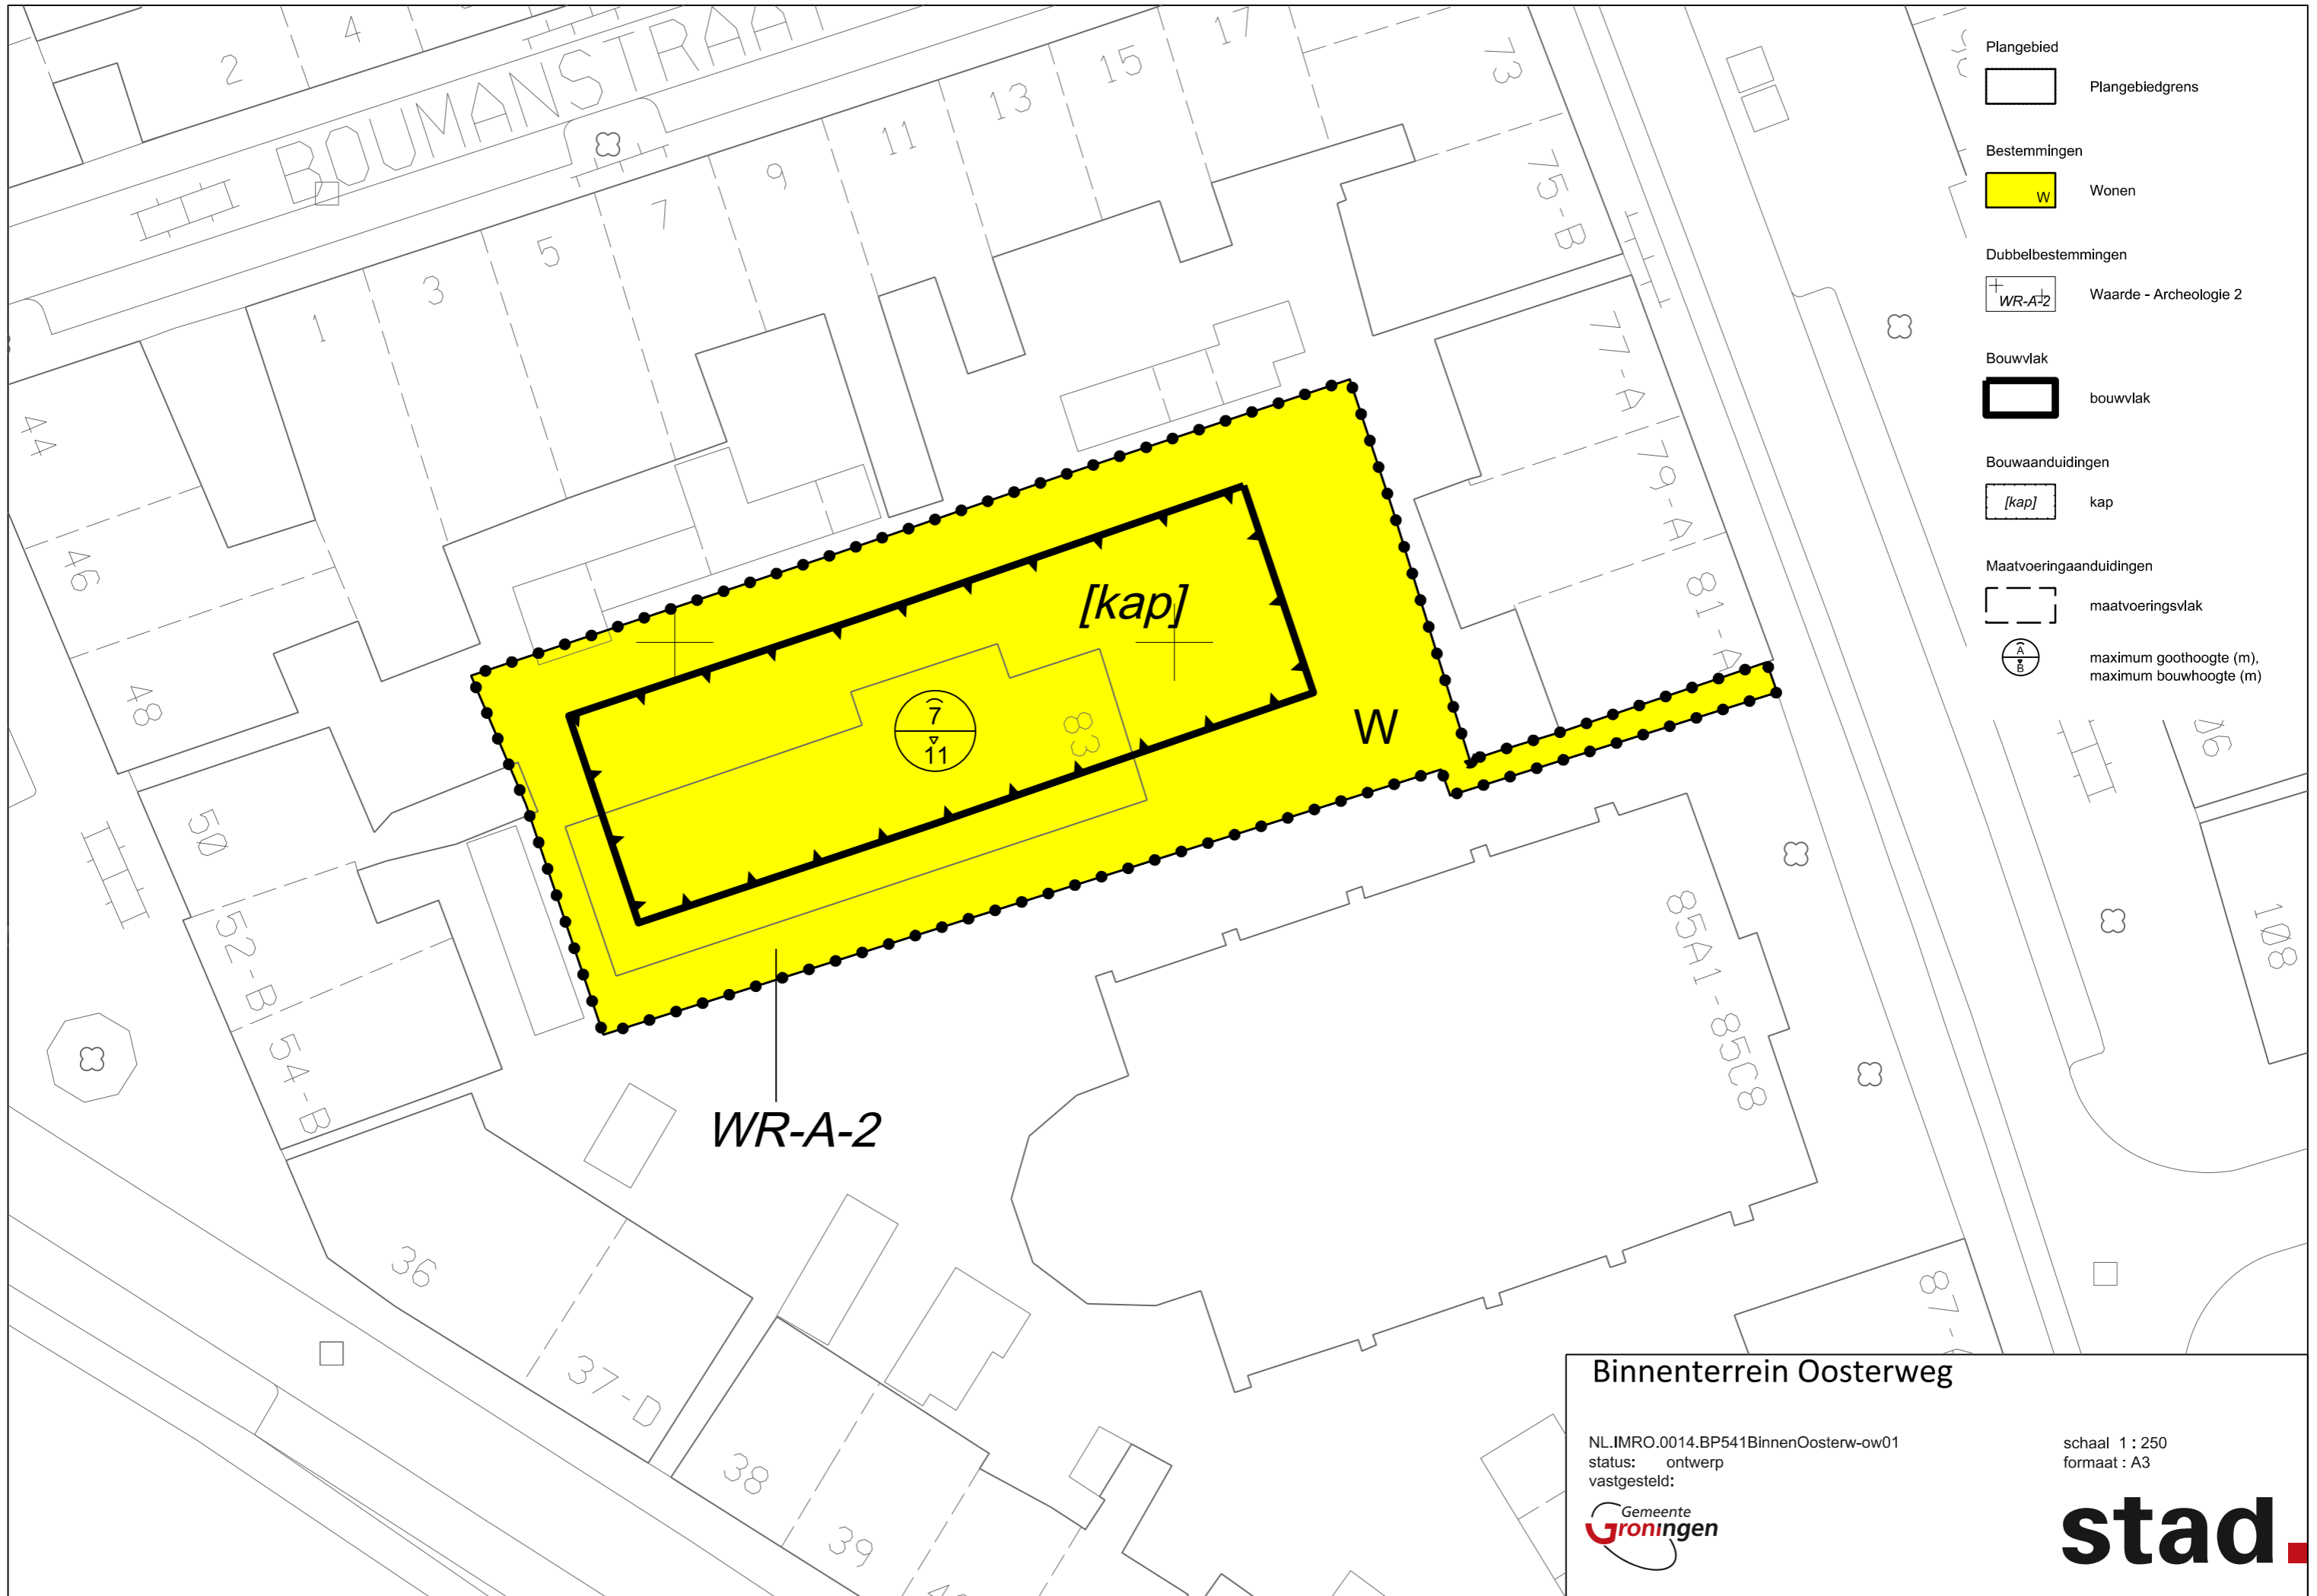 2
4
BOUMANSTRAA
1
3
5
7
9
11
13
15
17
73
75-B
77-A
79-A
81-A
44
46
48
50
52-B
54-B
36
37-D
38
39
83
85A1-85C8
87-
108
[kap]
7
11
W
WR-A-2
Plangebied
Plangebiedgrens
Bestemmingen
W
Wonen
Dubbelbestemmingen
WR-A-2
Waarde - Archeologie 2
Bouwvlak
bouwvlak
Bouwaanduidingen
[kap]
kap
Maatvoeringaanduidingen
maatvoeringsvlak
A
B
maximum goothoogte (m),
maximum bouwhoogte (m)
Binnenterrein Oosterweg
NL.IMRO.0014.BP541BinnenOosterw-ow01
status: ontwerp
vastgesteld:
schaal 1 : 250
formaat : A3
Gemeente
Groningen
stad.